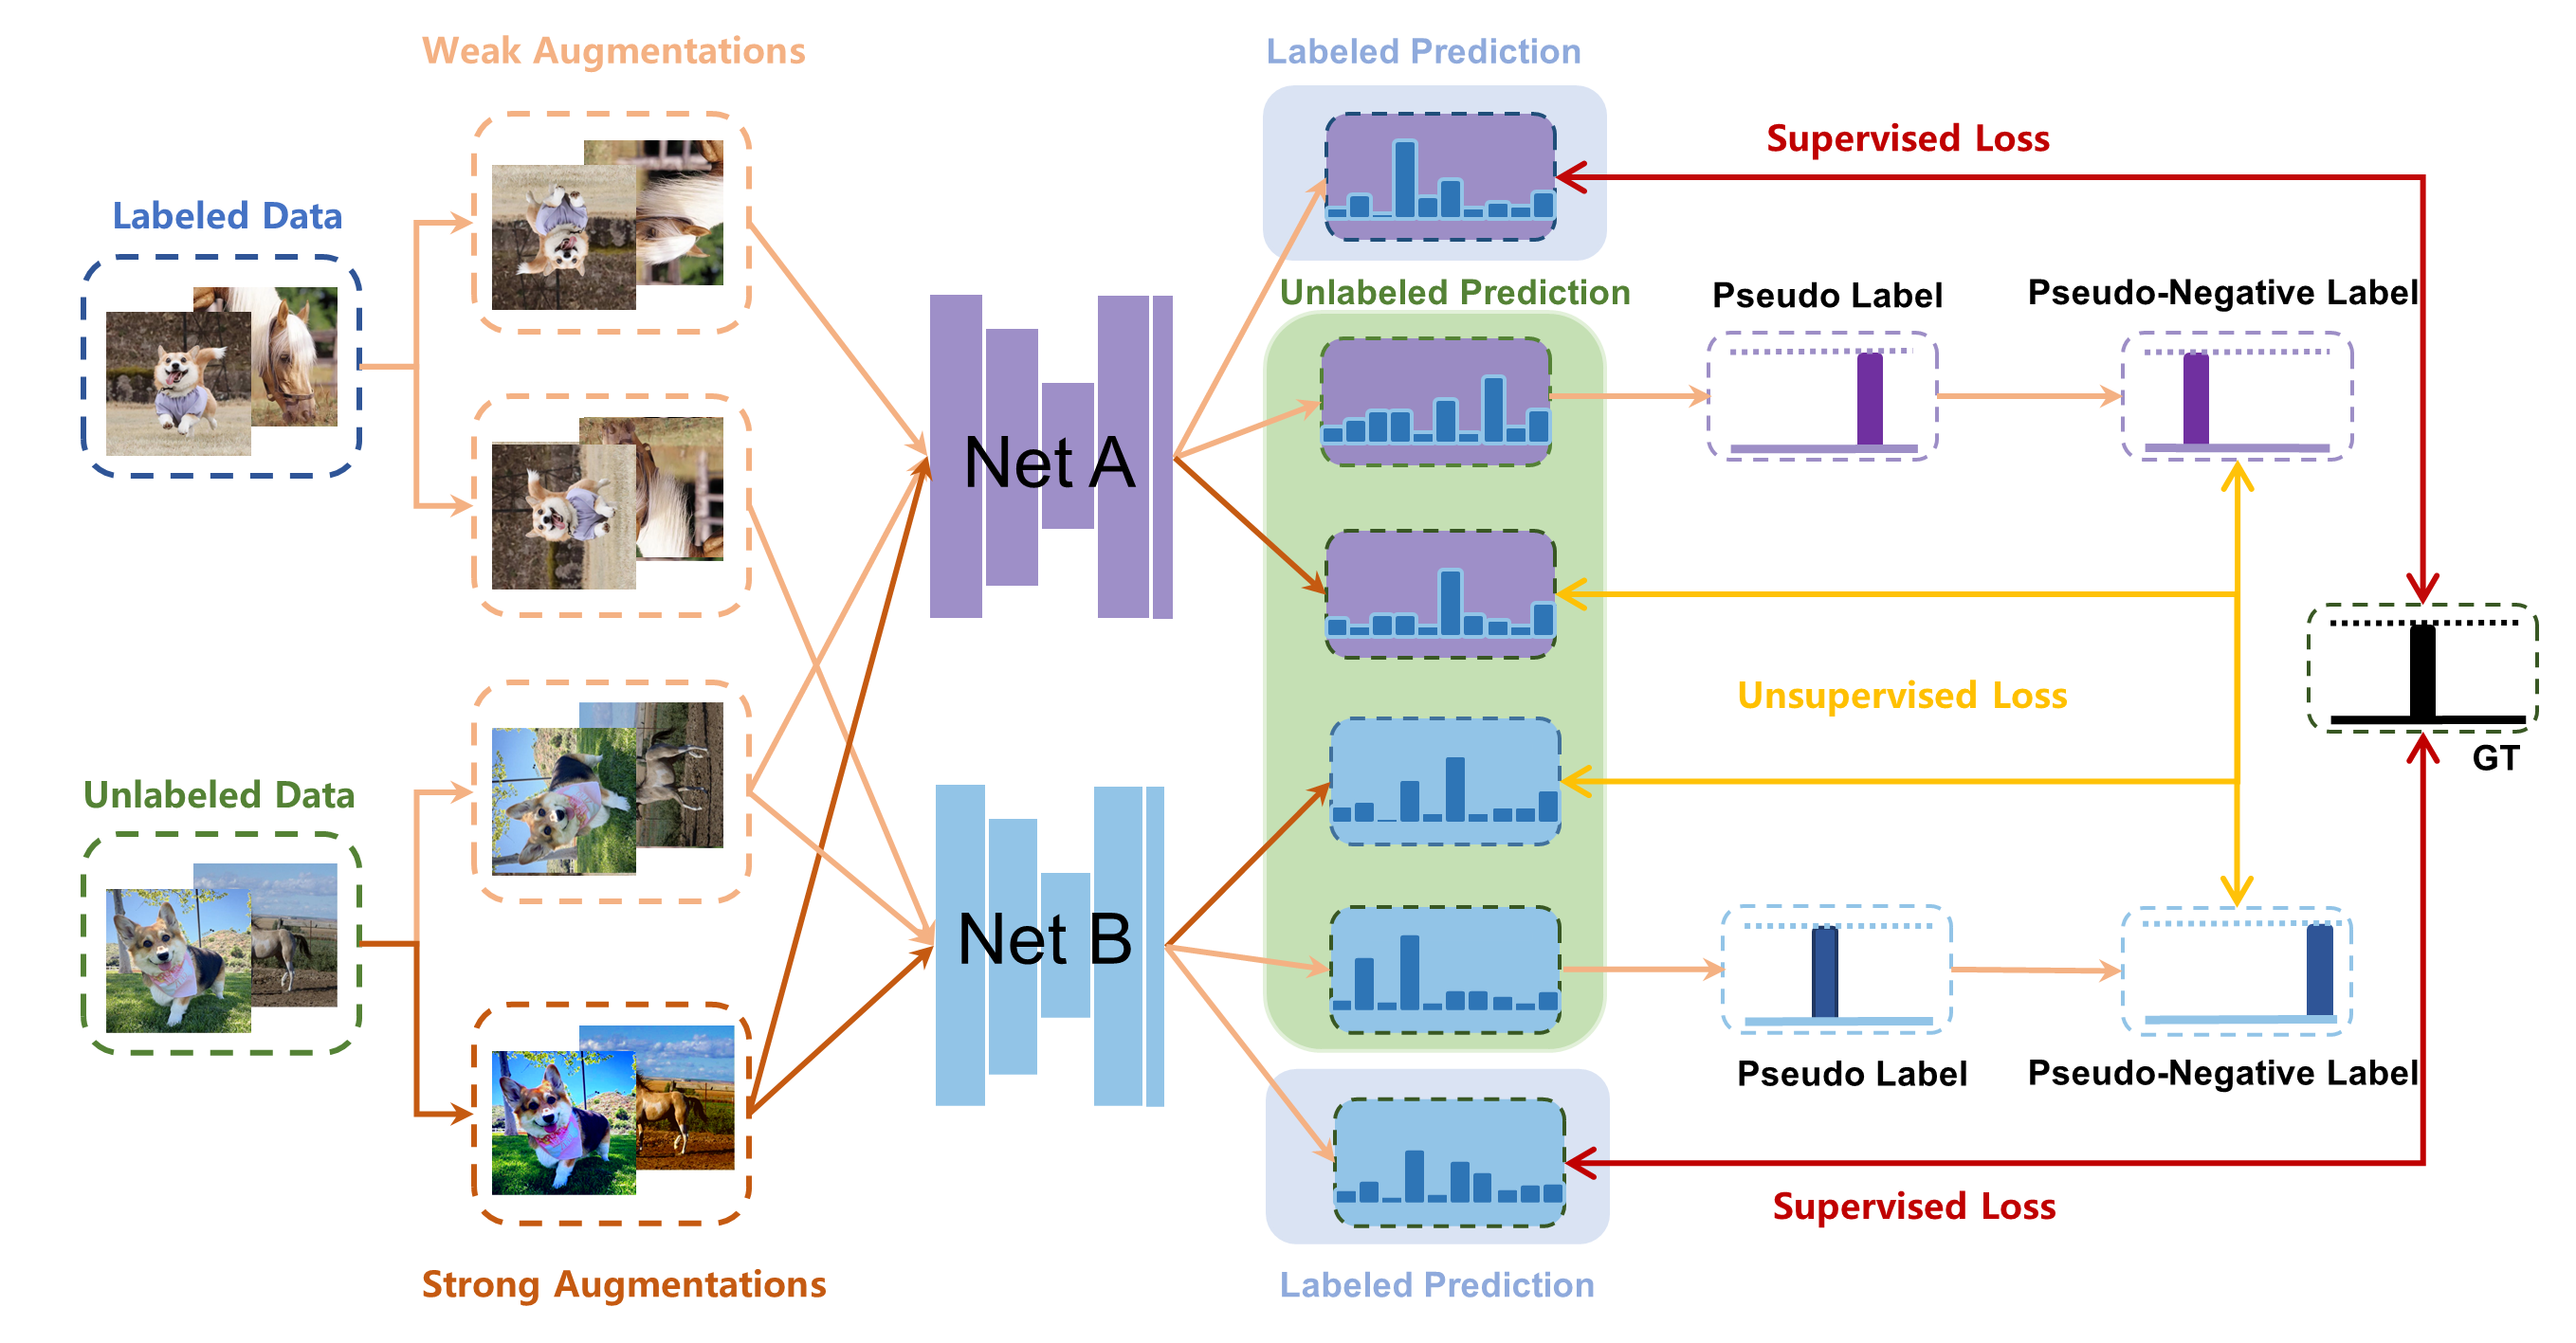 Weak Augmentations
Labeled Prediction
Supervised Loss
Labeled Data
Unlabeled Prediction
Pseudo Label
Pseudo-Negative Label
Net A
Unsupervised Loss
GT
Unlabeled Data
Net B
Pseudo Label
Pseudo-Negative Label
Supervised Loss
Strong Augmentations
Labeled Prediction